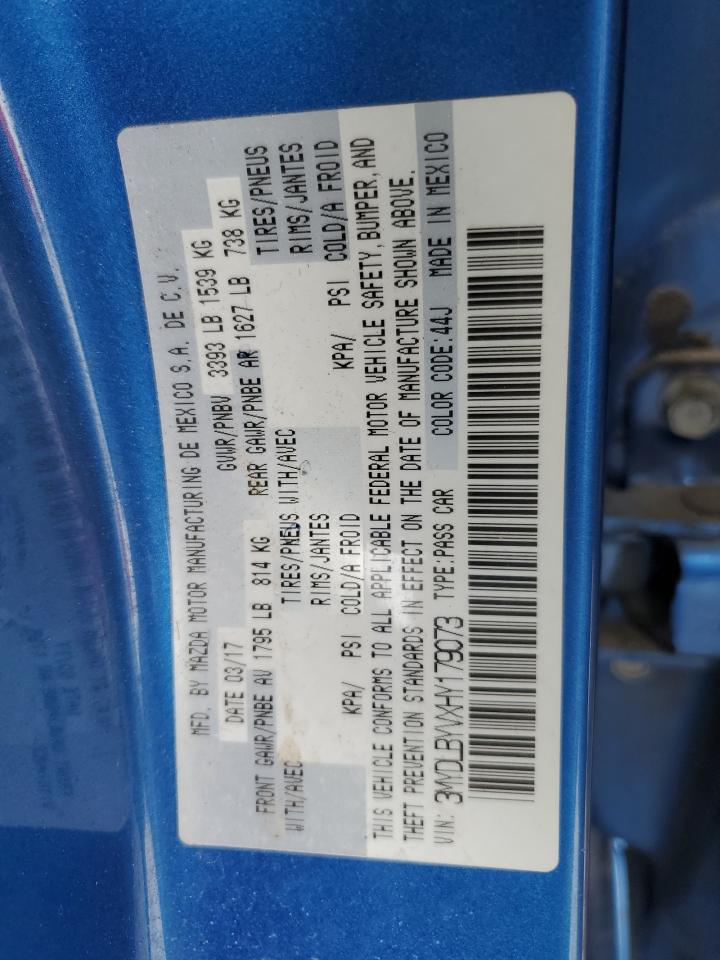 MFD. BY MAZDA MOTOR MANUFACTURING DE MEXICO S.A. DE C.V.
DATE 03/17 GVWR/PNBV 3393 LB 1539 KG
FRONT GAWR/PNBE AV 1795 LB 814 KG REAR GAWR/PNBE AR 1627 LB 738 KG
WITH/AVEC TIRES/PNEUS WITH/AVEC TIRES/PNEUS
RIMS/JANTES RIMS/JANTES
KPA/ PSI COLD/A FROID KPA/ PSI COLD/A FROID
THIS VEHICLE CONFORMS TO ALL APPLICABLE FEDERAL MOTOR VEHICLE SAFETY, BUMPER, AND
THEFT PREVENTION STANDARDS IN EFFECT ON THE DATE OF MANUFACTURE SHOWN ABOVE.
VIN: 3MYDLBYVXHY179073 TYPE:PASS CAR COLOR CODE:44J MADE IN MEXICO